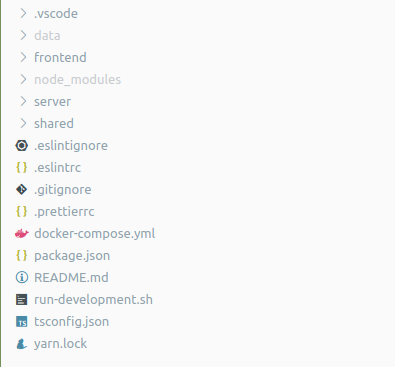 .vscode
data
frontend
node_modules
server
shared
.eslintignore
.eslintrc
.gitignore
.prettierrc
docker-compose.yml
package.json
README.md
run-development.sh
tsconfig.json
yarn.lock